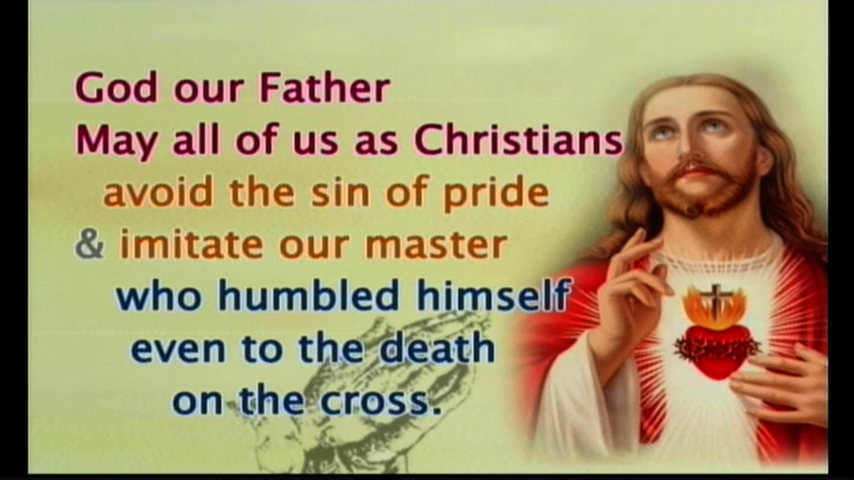 God our Father
May all of us as Christians
avoid the sin of pride
& imitate our master
who humbled himself
even to the death
on the cross.